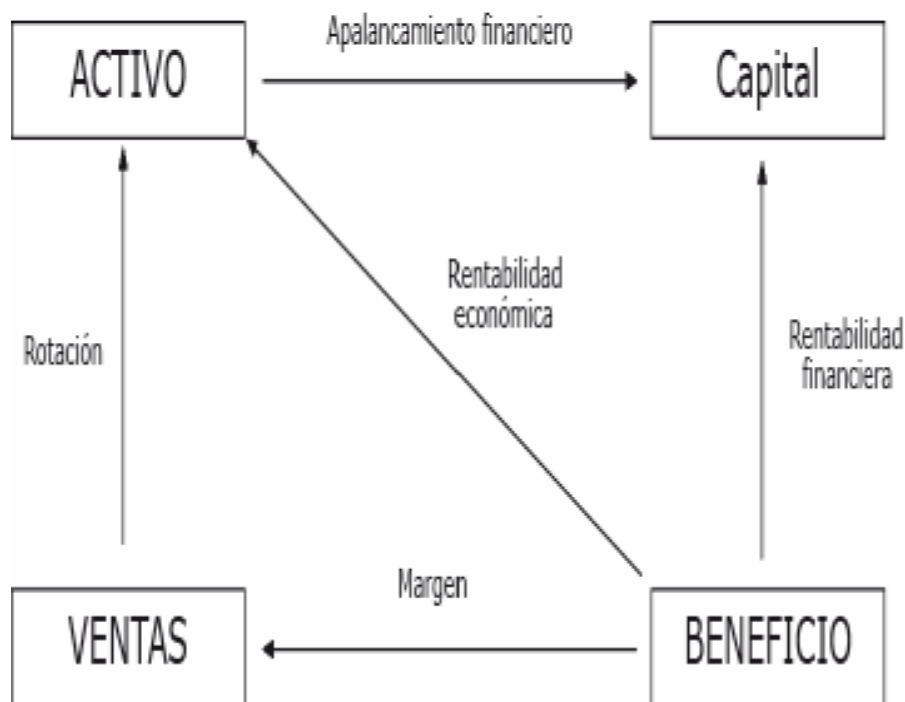 Apalancamiento financiero
ACTIVO
Capital
Rentabilidad
económica
Rotación
Rentabilidad
financiera
Margen
VENTAS
BENEFICIO